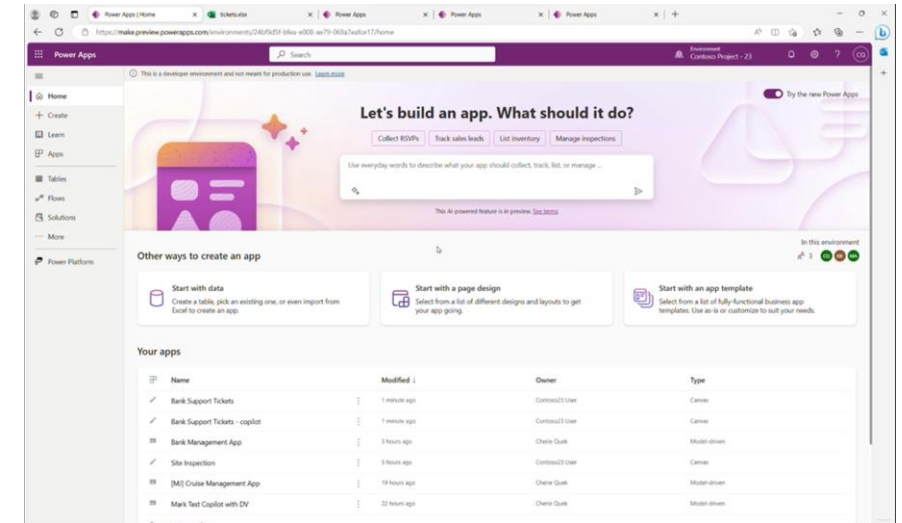 Power Apps | Home
tickets.xlsx
Power Apps
Power Apps
Power Apps
Power Apps
Search
Environment
Contoso Project - 23
This is a developer environment and not meant for production use. Learn more
Home
Create
Learn
Apps
Tables
Flows
Solutions
More
Power Platform
Try the new Power Apps
Let's build an app. What should it do?
Collect RSVPs
Track sales leads
List inventory
Manage inspections
Use everyday words to describe what your app should collect, track, list, or manage ...
This AI-powered feature is in preview. See terms
In this environment
3
Other ways to create an app
Start with data
Create a table, pick an existing one, or even import from
Excel to create an app.
Start with a page design
Select from a list of different designs and layouts to get
your app going.
Start with an app template
Select from a list of fully-functional business app
templates. Use as is or customize to suit your needs.
Your apps
Name Modified ↓ Owner Type
Bank Support Tickets 1 minute ago Contoso23 User Canvas
Bank Support Tickets - copilot 1 minute ago Contoso23 User Canvas
Bank Management App 3 hours ago Cherie Quek Model-driven
Site Inspection 5 hours ago Contoso23 User Canvas
[MJ] Cruise Management App 19 hours ago Cherie Quek Model-driven
Mark Test Copilot with DV 22 hours ago Cherie Quek Model-driven